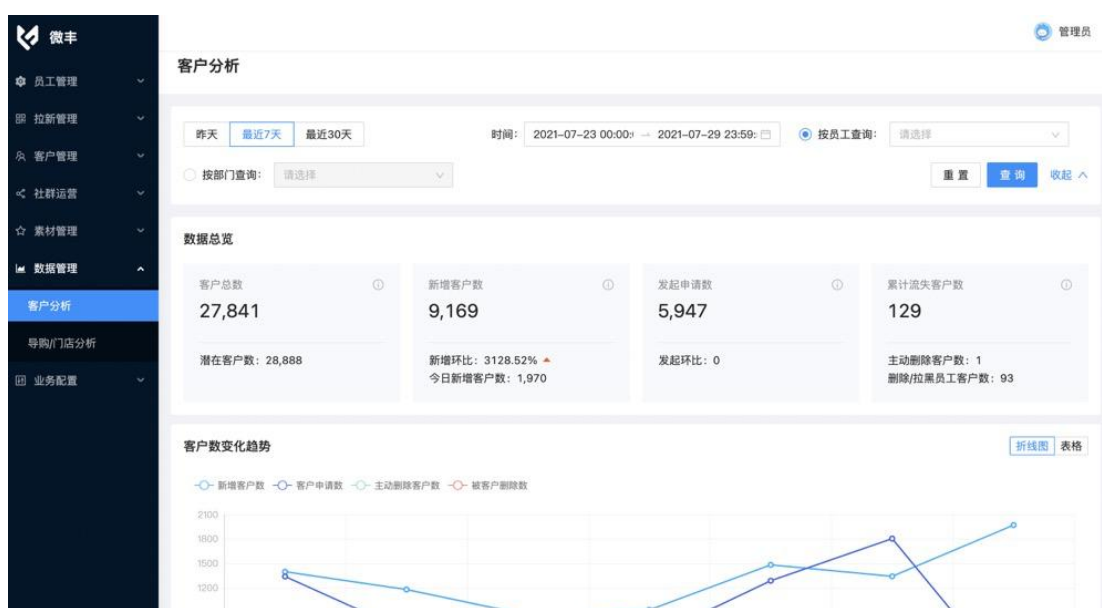 微丰
管理员
客户分析
员工管理
拉新管理
客户管理
社群运营
素材管理
数据管理
客户分析
导购/门店分析
业务配置
昨天 最近7天 最近30天 时间: 2021-07-23 00:00: → 2021-07-29 23:59: 按员工查询: 请选择
按部门查询: 请选择 重置 查询 收起
数据总览
客户总数 新增客户数 发起申请数 累计流失客户数
27,841 9,169 5,947 129
潜在客户数: 28,888 新增环比: 3128.52% 发起环比: 0 主动删除客户数: 1
今日新增客户数: 1,970 删除/拉黑员工客户数: 93
客户数变化趋势 折线图 表格
新增客户数 客户申请数 主动删除客户数 被客户删除数
2100
1800
1500
1200